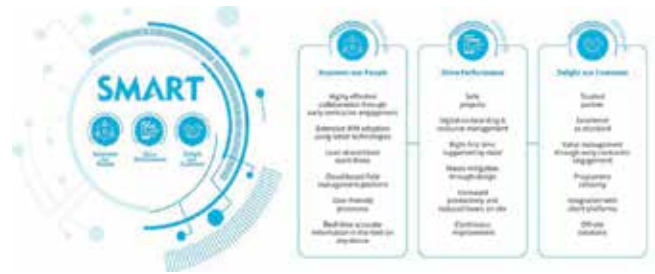 SMART
Empower our People
Drive Performance
Delight our Customer
Highly effective
collaboration through
early contractor engagement
Extensive BIM adoption
using latest technologies
Lean streamlined
workflows
Cloud-based field
management platform
User-friendly
processes
Real-time accurate
information in the field on
any device
Safe
projects
Digital on-boarding &
resource management
Right-first-time
supported by data
Waste mitigation
through design
Increased
productivity and
reduced hours on site
Continuous
improvement
Trusted
partner
Excellence
as standard
Value management
through early contractor
engagement
Programme
certainty
Integration with
client platforms
Off-site
solutions